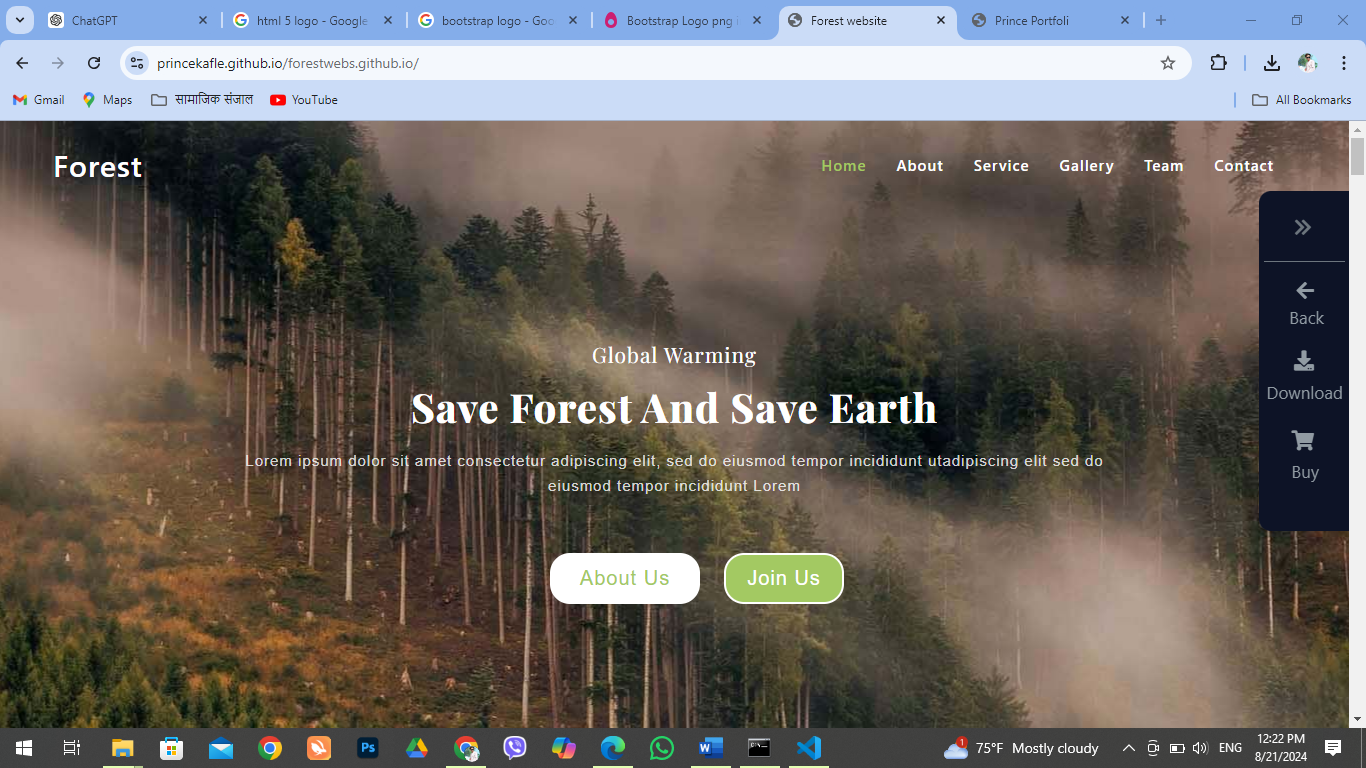 ChatGPT
html 5 logo - Google
bootstrap logo - Goo
Bootstrap Logo png i
Forest website
Prince Portfoli
princekafle.github.io/forestwebs.github.io/
Gmail
Maps
सामाजिक संजाल
YouTube
All Bookmarks
Forest
Home About Service Gallery Team Contact
Back
Download
Buy
Global Warming
Save Forest And Save Earth
Lorem ipsum dolor sit amet consectetur adipiscing elit, sed do eiusmod tempor incididunt utadipiscing elit sed do
eiusmod tempor incididunt Lorem
About Us
Join Us
Ps
W
1
75°F Mostly cloudy
ENG
12:22 PM
8/21/2024